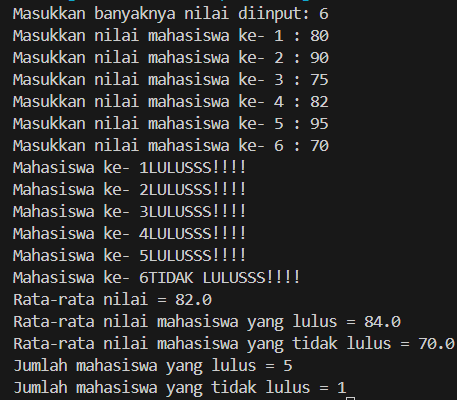 Masukkan banyaknya nilai diinput: 6
Masukkan nilai mahasiswa ke- 1 : 80
Masukkan nilai mahasiswa ke- 2 : 90
Masukkan nilai mahasiswa ke- 3 : 75
Masukkan nilai mahasiswa ke- 4 : 82
Masukkan nilai mahasiswa ke- 5 : 95
Masukkan nilai mahasiswa ke- 6 : 70
Mahasiswa ke- 1LULUSSS!!!!
Mahasiswa ke- 2LULUSSS!!!!
Mahasiswa ke- 3LULUSSS!!!!
Mahasiswa ke- 4LULUSSS!!!!
Mahasiswa ke- 5LULUSSS!!!!
Mahasiswa ke- 6TIDAK LULUSSS!!!!
Rata-rata nilai = 82.0
Rata-rata nilai mahasiswa yang lulus = 84.0
Rata-rata nilai mahasiswa yang tidak lulus = 70.0
Jumlah mahasiswa yang lulus = 5
Jumlah mahasiswa yang tidak lulus = 1